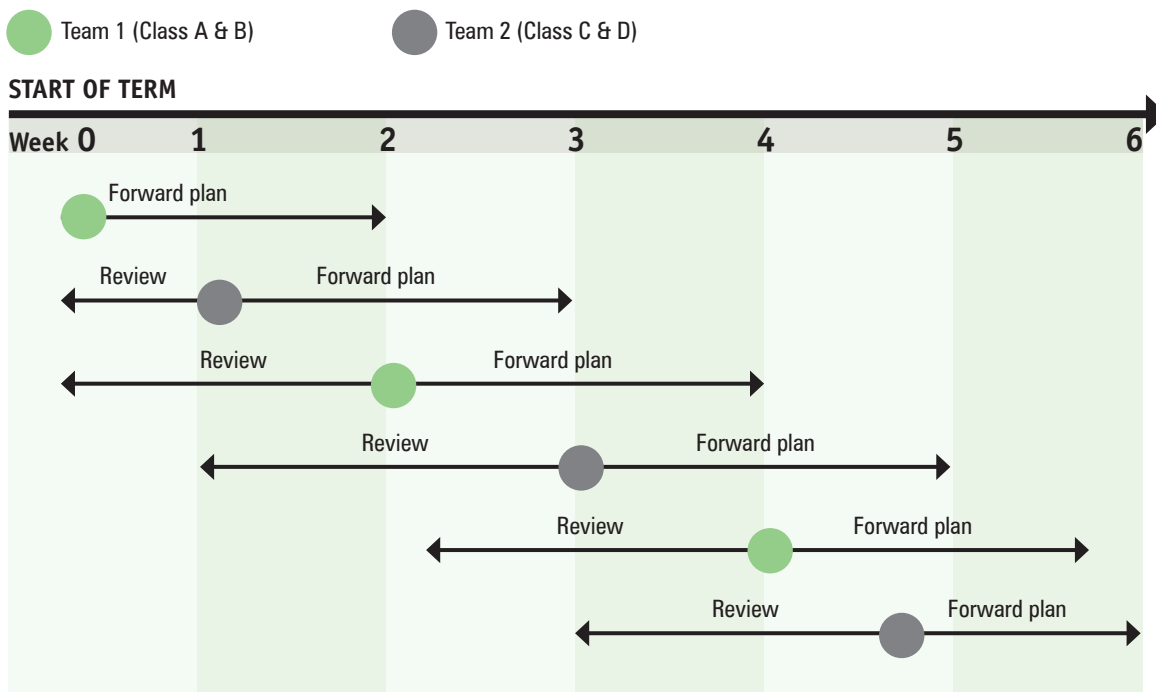 Team 1 (Class A & B) Team 2 (Class C & D)
START OF TERM
Week 0 1 2 3 4 5 6
Forward plan
Review Forward plan
Review Forward plan
Review Forward plan
Review Forward plan
Review Forward plan